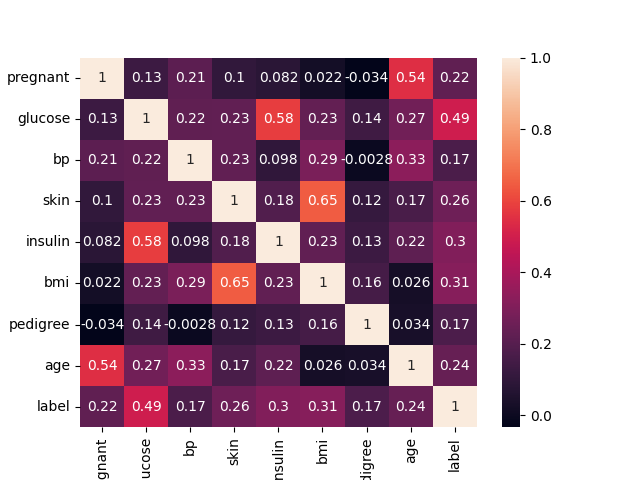 pregnant 1 0.13 0.21 0.1 0.082 0.022 -0.034 0.54 0.22
glucose 0.13 1 0.22 0.23 0.58 0.23 0.14 0.27 0.49
bp 0.21 0.22 1 0.23 0.098 0.29 -0.0028 0.33 0.17
skin 0.1 0.23 0.23 1 0.18 0.65 0.12 0.17 0.26
insulin 0.082 0.58 0.098 0.18 1 0.23 0.13 0.22 0.3
bmi 0.022 0.23 0.29 0.65 0.23 1 0.16 0.026 0.31
pedigree -0.034 0.14 -0.0028 0.12 0.13 0.16 1 0.034 0.17
age 0.54 0.27 0.33 0.17 0.22 0.026 0.034 1 0.24
label 0.22 0.49 0.17 0.26 0.3 0.31 0.17 0.24 1
gnant ucose bp skin nsulin bmi digree age label
1.0
0.8
0.6
0.4
0.2
0.0